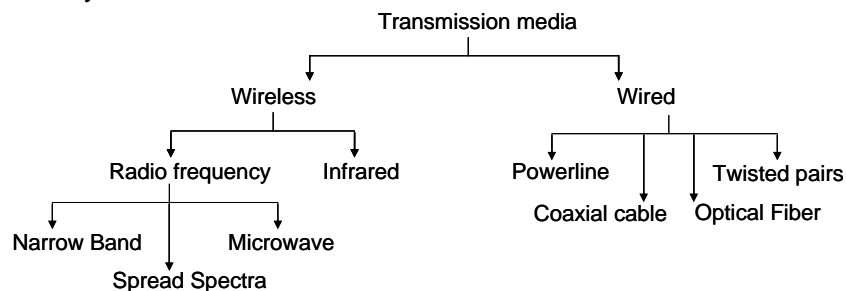 Transmission media
Wireless
Wired
Radio frequency
Infrared
Powerline
Twisted pairs
Coaxial cable
Optical Fiber
Narrow Band
Microwave
Spread Spectra